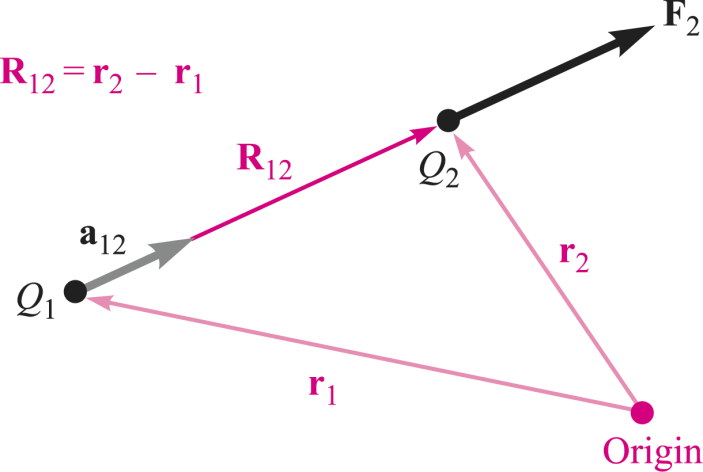 F₂
R₁₂ = r₂ − r₁
R₁₂
Q₂
a₁₂
r₂
Q₁
r₁
Origin